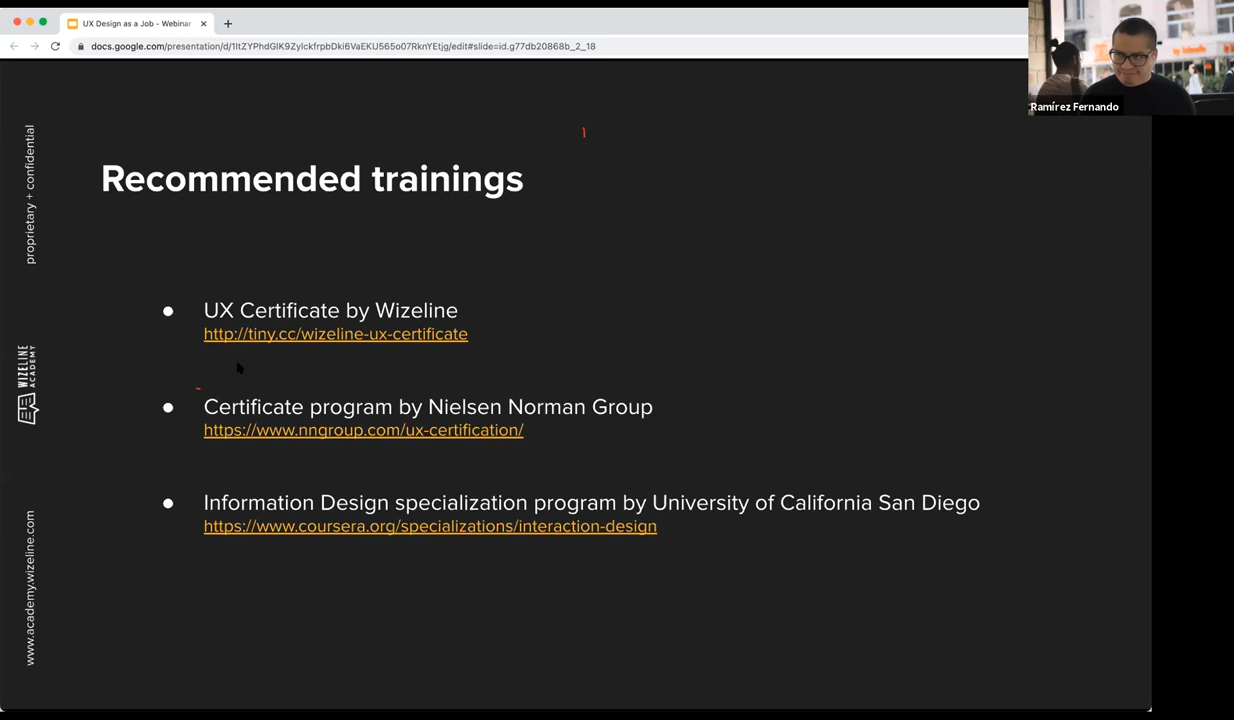 UX Design as a Job - Webinar
docs.google.com/presentation/d/1ItZYPhdGlK9ZylckfrpbDki6VaEKU565o07RknYEtjg/edit#slide=id.g77db20868b_2_18
Ramírez Fernando
proprietary + confidential
WIZELINE
ACADEMY
www.academy.wizeline.com
Recommended trainings
UX Certificate by Wizeline
http://tiny.cc/wizeline-ux-certificate
Certificate program by Nielsen Norman Group
https://www.nngroup.com/ux-certification/
Information Design specialization program by University of California San Diego
https://www.coursera.org/specializations/interaction-design